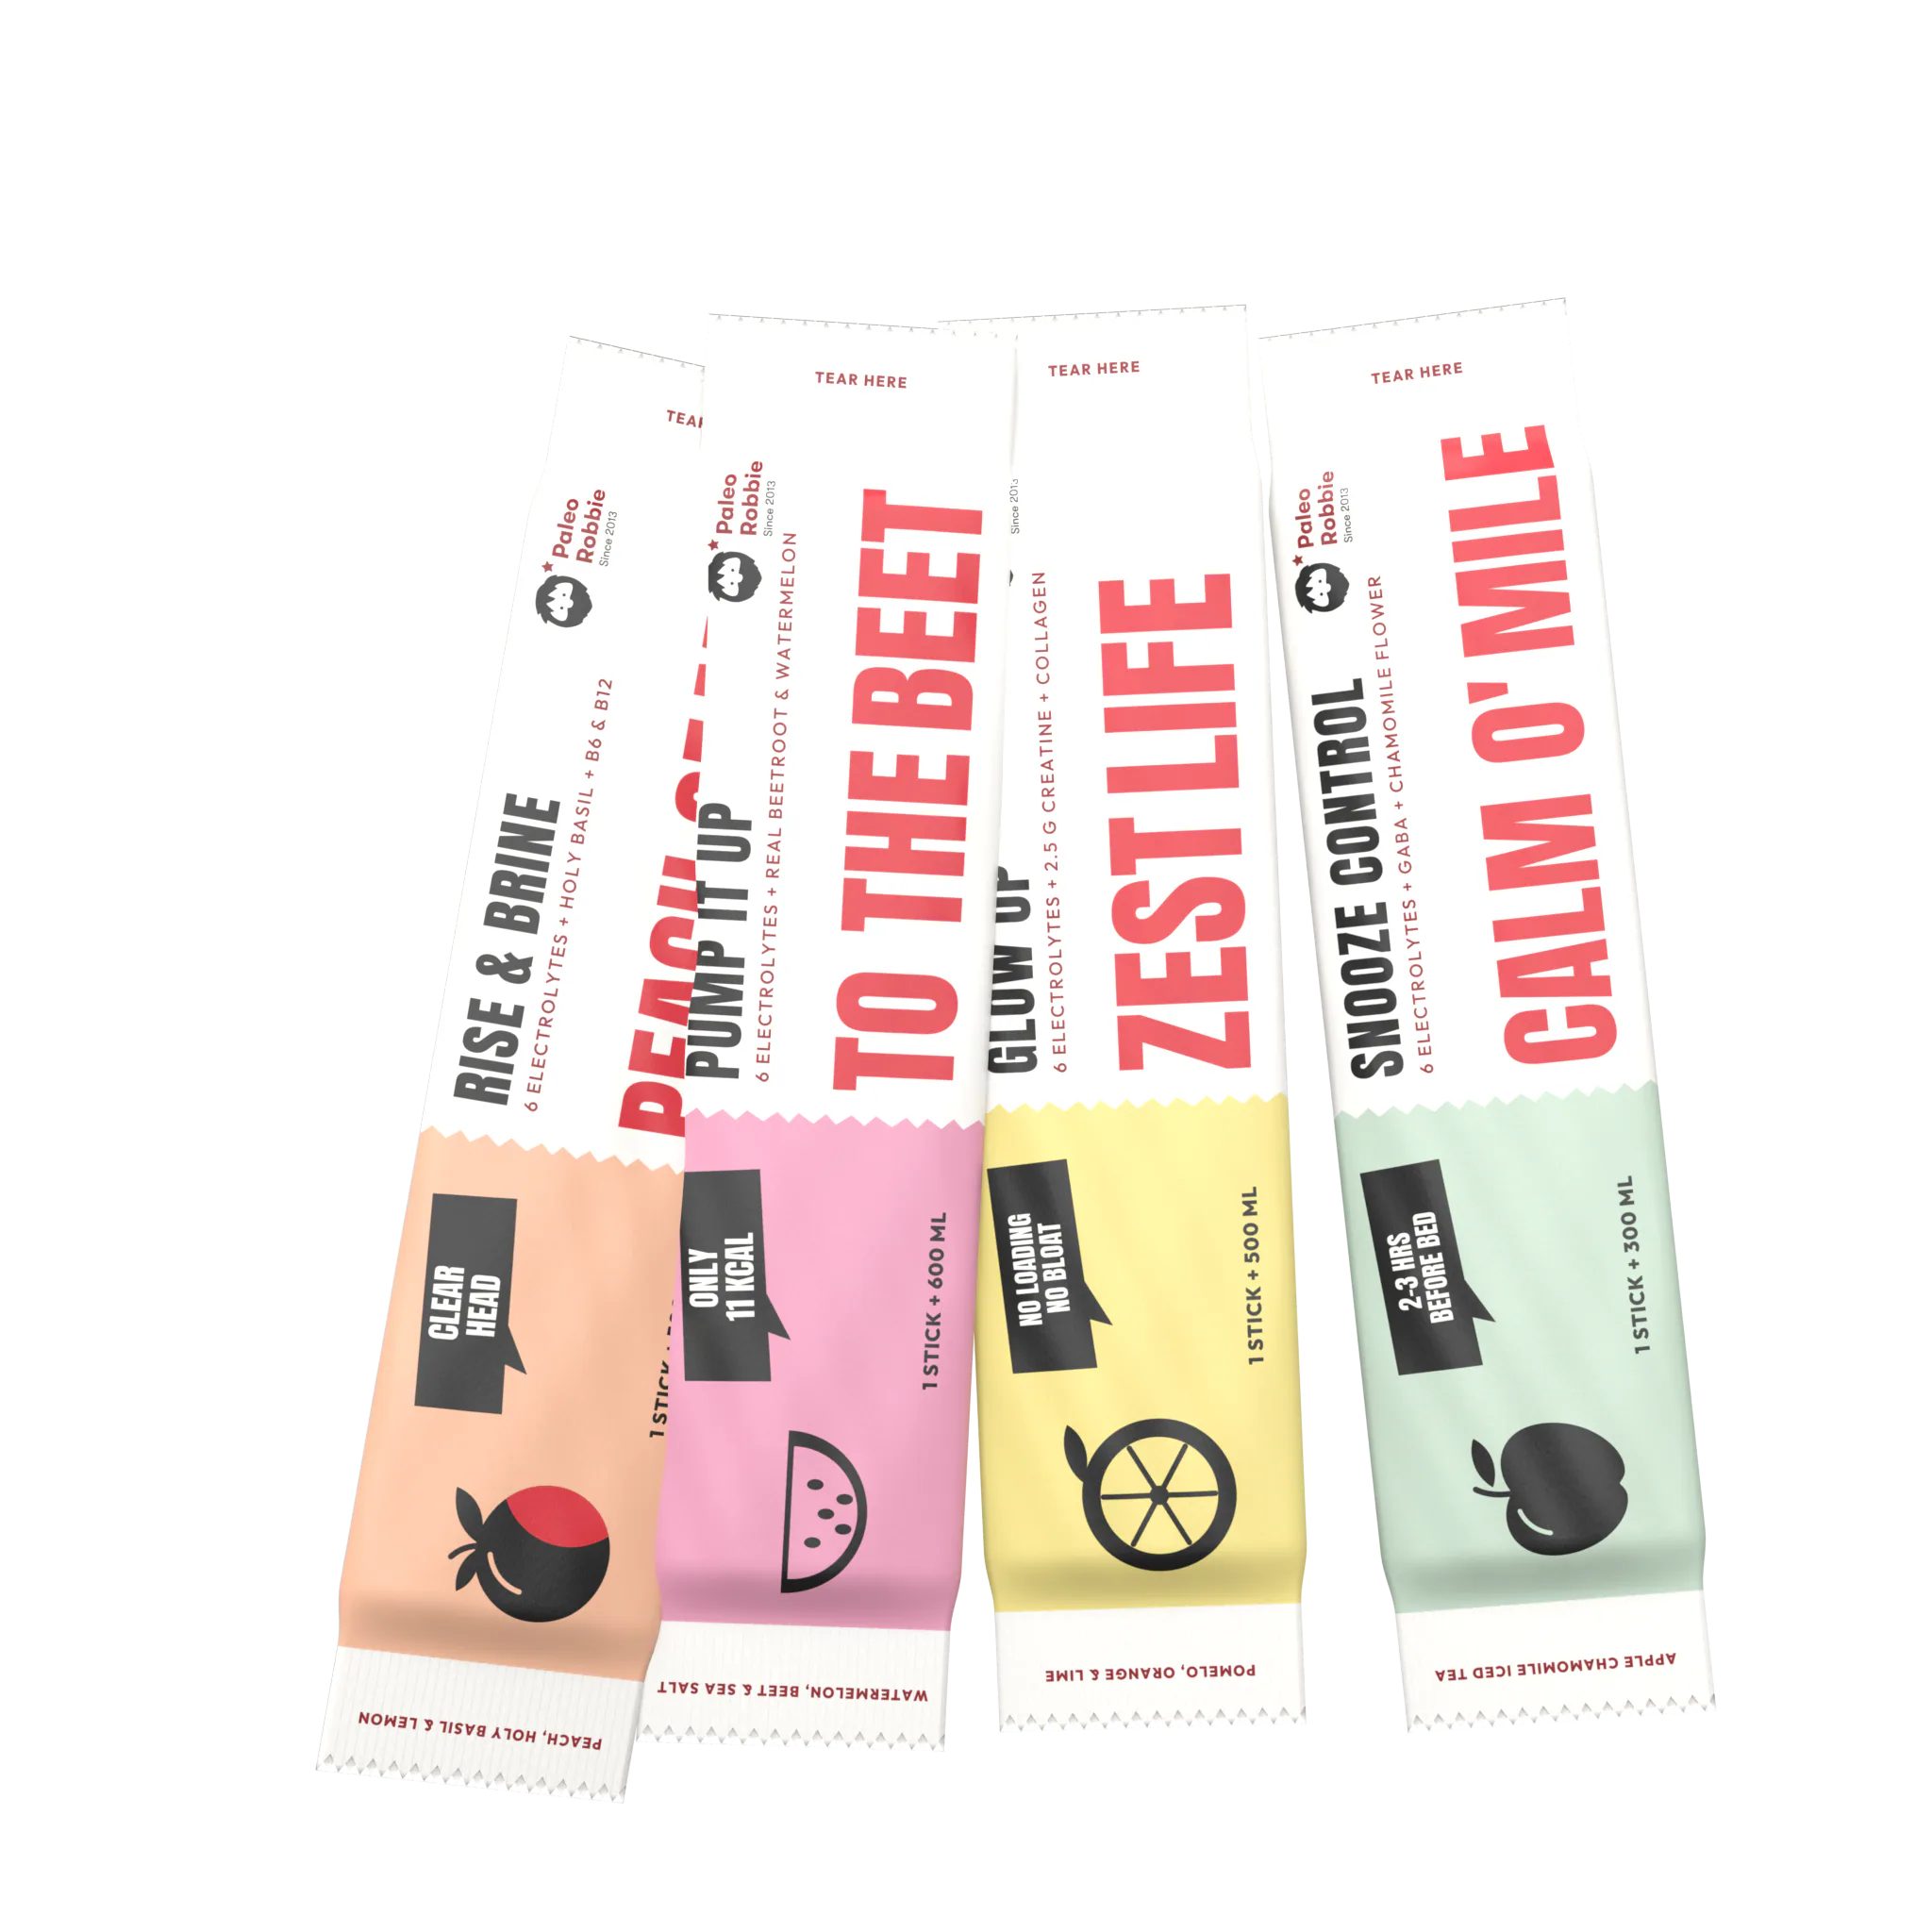 TEAR
Paleo
Robbie
Since 2013
RISE & BRINE
6 ELECTROLYTES + HOLY BASIL + B6 & B12
CLEAR
HEAD
1 STICK
PEACH, HOLY BASIL & LEMON
TEAR HERE
Paleo
Robbie
Since 2013
PUMP IT UP
6 ELECTROLYTES + REAL BEETROOT & WATERMELON
TO THE BEET
ONLY
11 KCAL
1 STICK + 600 ML
WATERMELON, BEET & SEA SALT
TEAR HERE
Since 2013
GLOW UP
6 ELECTROLYTES + 2.5 G CREATINE + COLLAGEN
ZEST LIFE
NO LOADING
NO BLOAT
1 STICK + 500 ML
POMELO, ORANGE & LIME
TEAR HERE
Paleo
Robbie
Since 2013
SNOOZE CONTROL
6 ELECTROLYTES + GABA + CHAMOMILE FLOWER
CALM O' MILE
2-3 HRS
BEFORE BED
1 STICK + 300 ML
APPLE CHAMOMILE ICED TEA